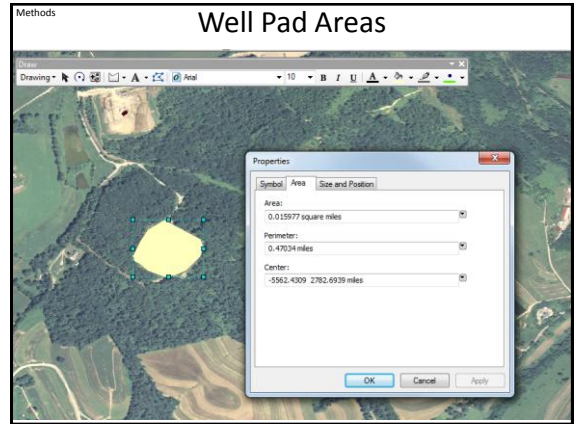 Methods
Well Pad Areas
Draw
Drawing
A
Arial
10
B I U A
Properties
Symbol Area Size and Position
Area:
0.015977 square miles
Perimeter:
0.47034 miles
Center:
-5562.4309 2782.6939 miles
OK Cancel Apply